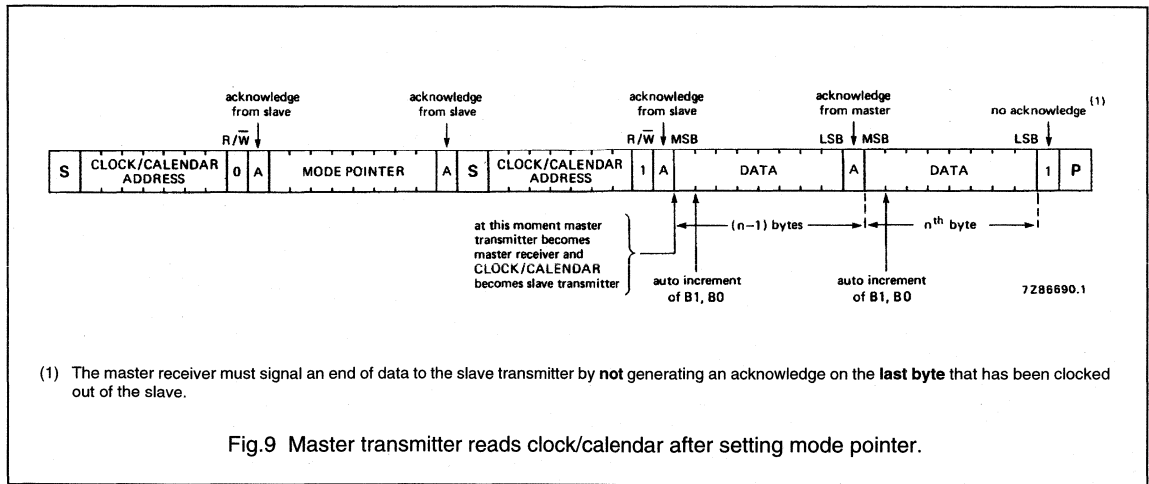 acknowledge from slave
acknowledge from slave
acknowledge from slave
acknowledge from master
no acknowledge (1)
R/W̅
R/W̅ MSB
LSB MSB
LSB
S CLOCK/CALENDAR ADDRESS 0 A MODE POINTER A S CLOCK/CALENDAR ADDRESS 1 A DATA A DATA 1 P
at this moment master
transmitter becomes
master receiver and
CLOCK/CALENDAR
becomes slave transmitter
(n−1) bytes
nth byte
auto increment
of B1, B0
auto increment
of B1, B0
7Z86690.1
(1) The master receiver must signal an end of data to the slave transmitter by not generating an acknowledge on the last byte that has been clocked
out of the slave.
Fig.9 Master transmitter reads clock/calendar after setting mode pointer.